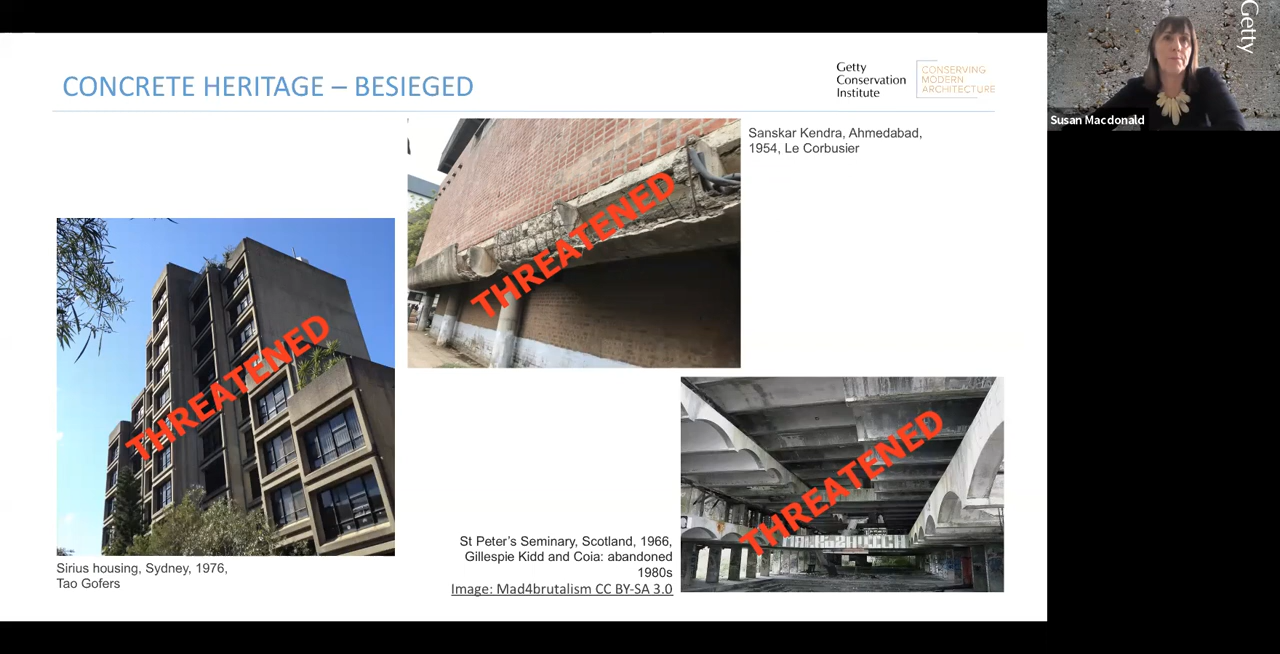 CONCRETE HERITAGE – BESIEGED
Getty
Conservation
Institute
CONSERVING
MODERN
ARCHITECTURE
Sanskar Kendra, Ahmedabad,
1954, Le Corbusier
THREATENED
THREATENED
THREATENED
Sirius housing, Sydney, 1976,
Tao Gofers
St Peter's Seminary, Scotland, 1966,
Gillespie Kidd and Coia: abandoned
1980s
Image: Mad4brutalism CC BY-SA 3.0
Getty
Susan Macdonald